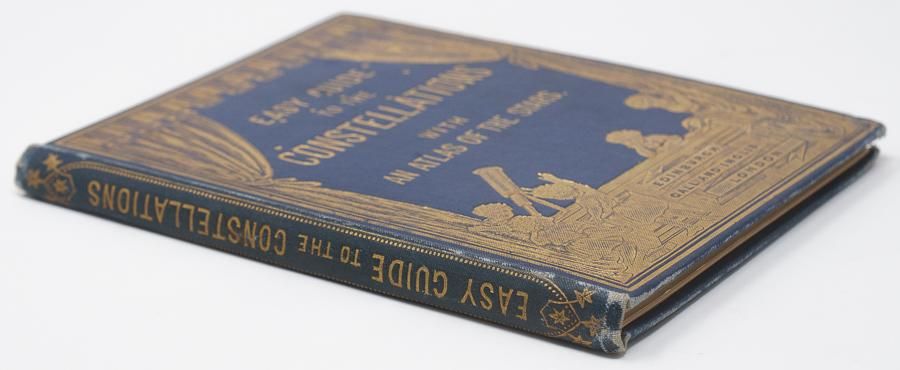 EASY GUIDE
TO THE
CONSTELLATIONS
WITH
AN ATLAS OF THE STARS.
EDINBURGH
GALL AND INGLIS
LONDON
EASY GUIDE TO THE CONSTELLATIONS